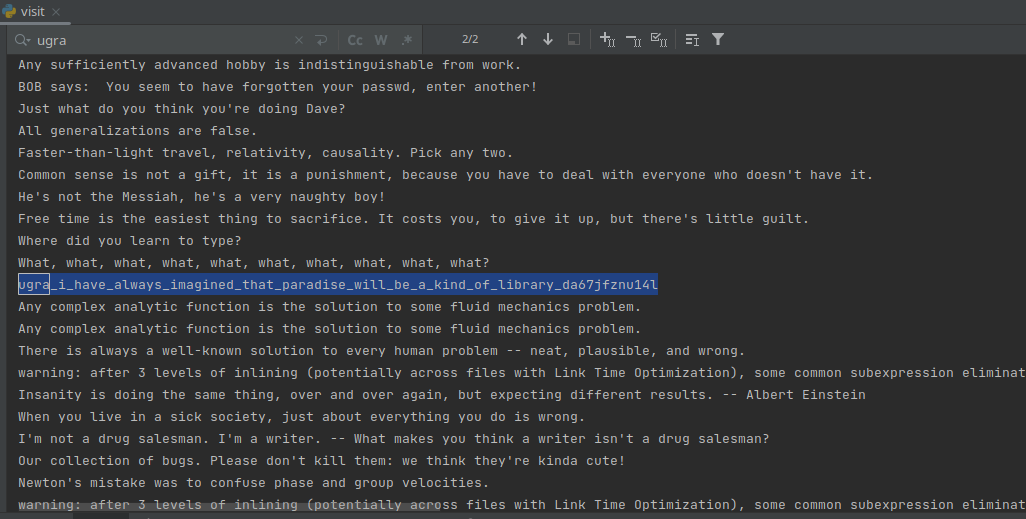 visit
ugra
Cc W .*
2/2
Any sufficiently advanced hobby is indistinguishable from work.
BOB says:  You seem to have forgotten your passwd, enter another!
Just what do you think you're doing Dave?
All generalizations are false.
Faster-than-light travel, relativity, causality. Pick any two.
Common sense is not a gift, it is a punishment, because you have to deal with everyone who doesn't have it.
He's not the Messiah, he's a very naughty boy!
Free time is the easiest thing to sacrifice. It costs you, to give it up, but there's little guilt.
Where did you learn to type?
What, what, what, what, what, what, what, what, what, what?
ugra_i_have_always_imagined_that_paradise_will_be_a_kind_of_library_da67jfznu14l
Any complex analytic function is the solution to some fluid mechanics problem.
Any complex analytic function is the solution to some fluid mechanics problem.
There is always a well-known solution to every human problem -- neat, plausible, and wrong.
warning: after 3 levels of inlining (potentially across files with Link Time Optimization), some common subexpression eliminat
Insanity is doing the same thing, over and over again, but expecting different results. -- Albert Einstein
When you live in a sick society, just about everything you do is wrong.
I'm not a drug salesman. I'm a writer. -- What makes you think a writer isn't a drug salesman?
Our collection of bugs. Please don't kill them: we think they're kinda cute!
Newton's mistake was to confuse phase and group velocities.
warning: after 3 levels of inlining (potentially across files with Link Time Optimization), some common subexpression eliminat